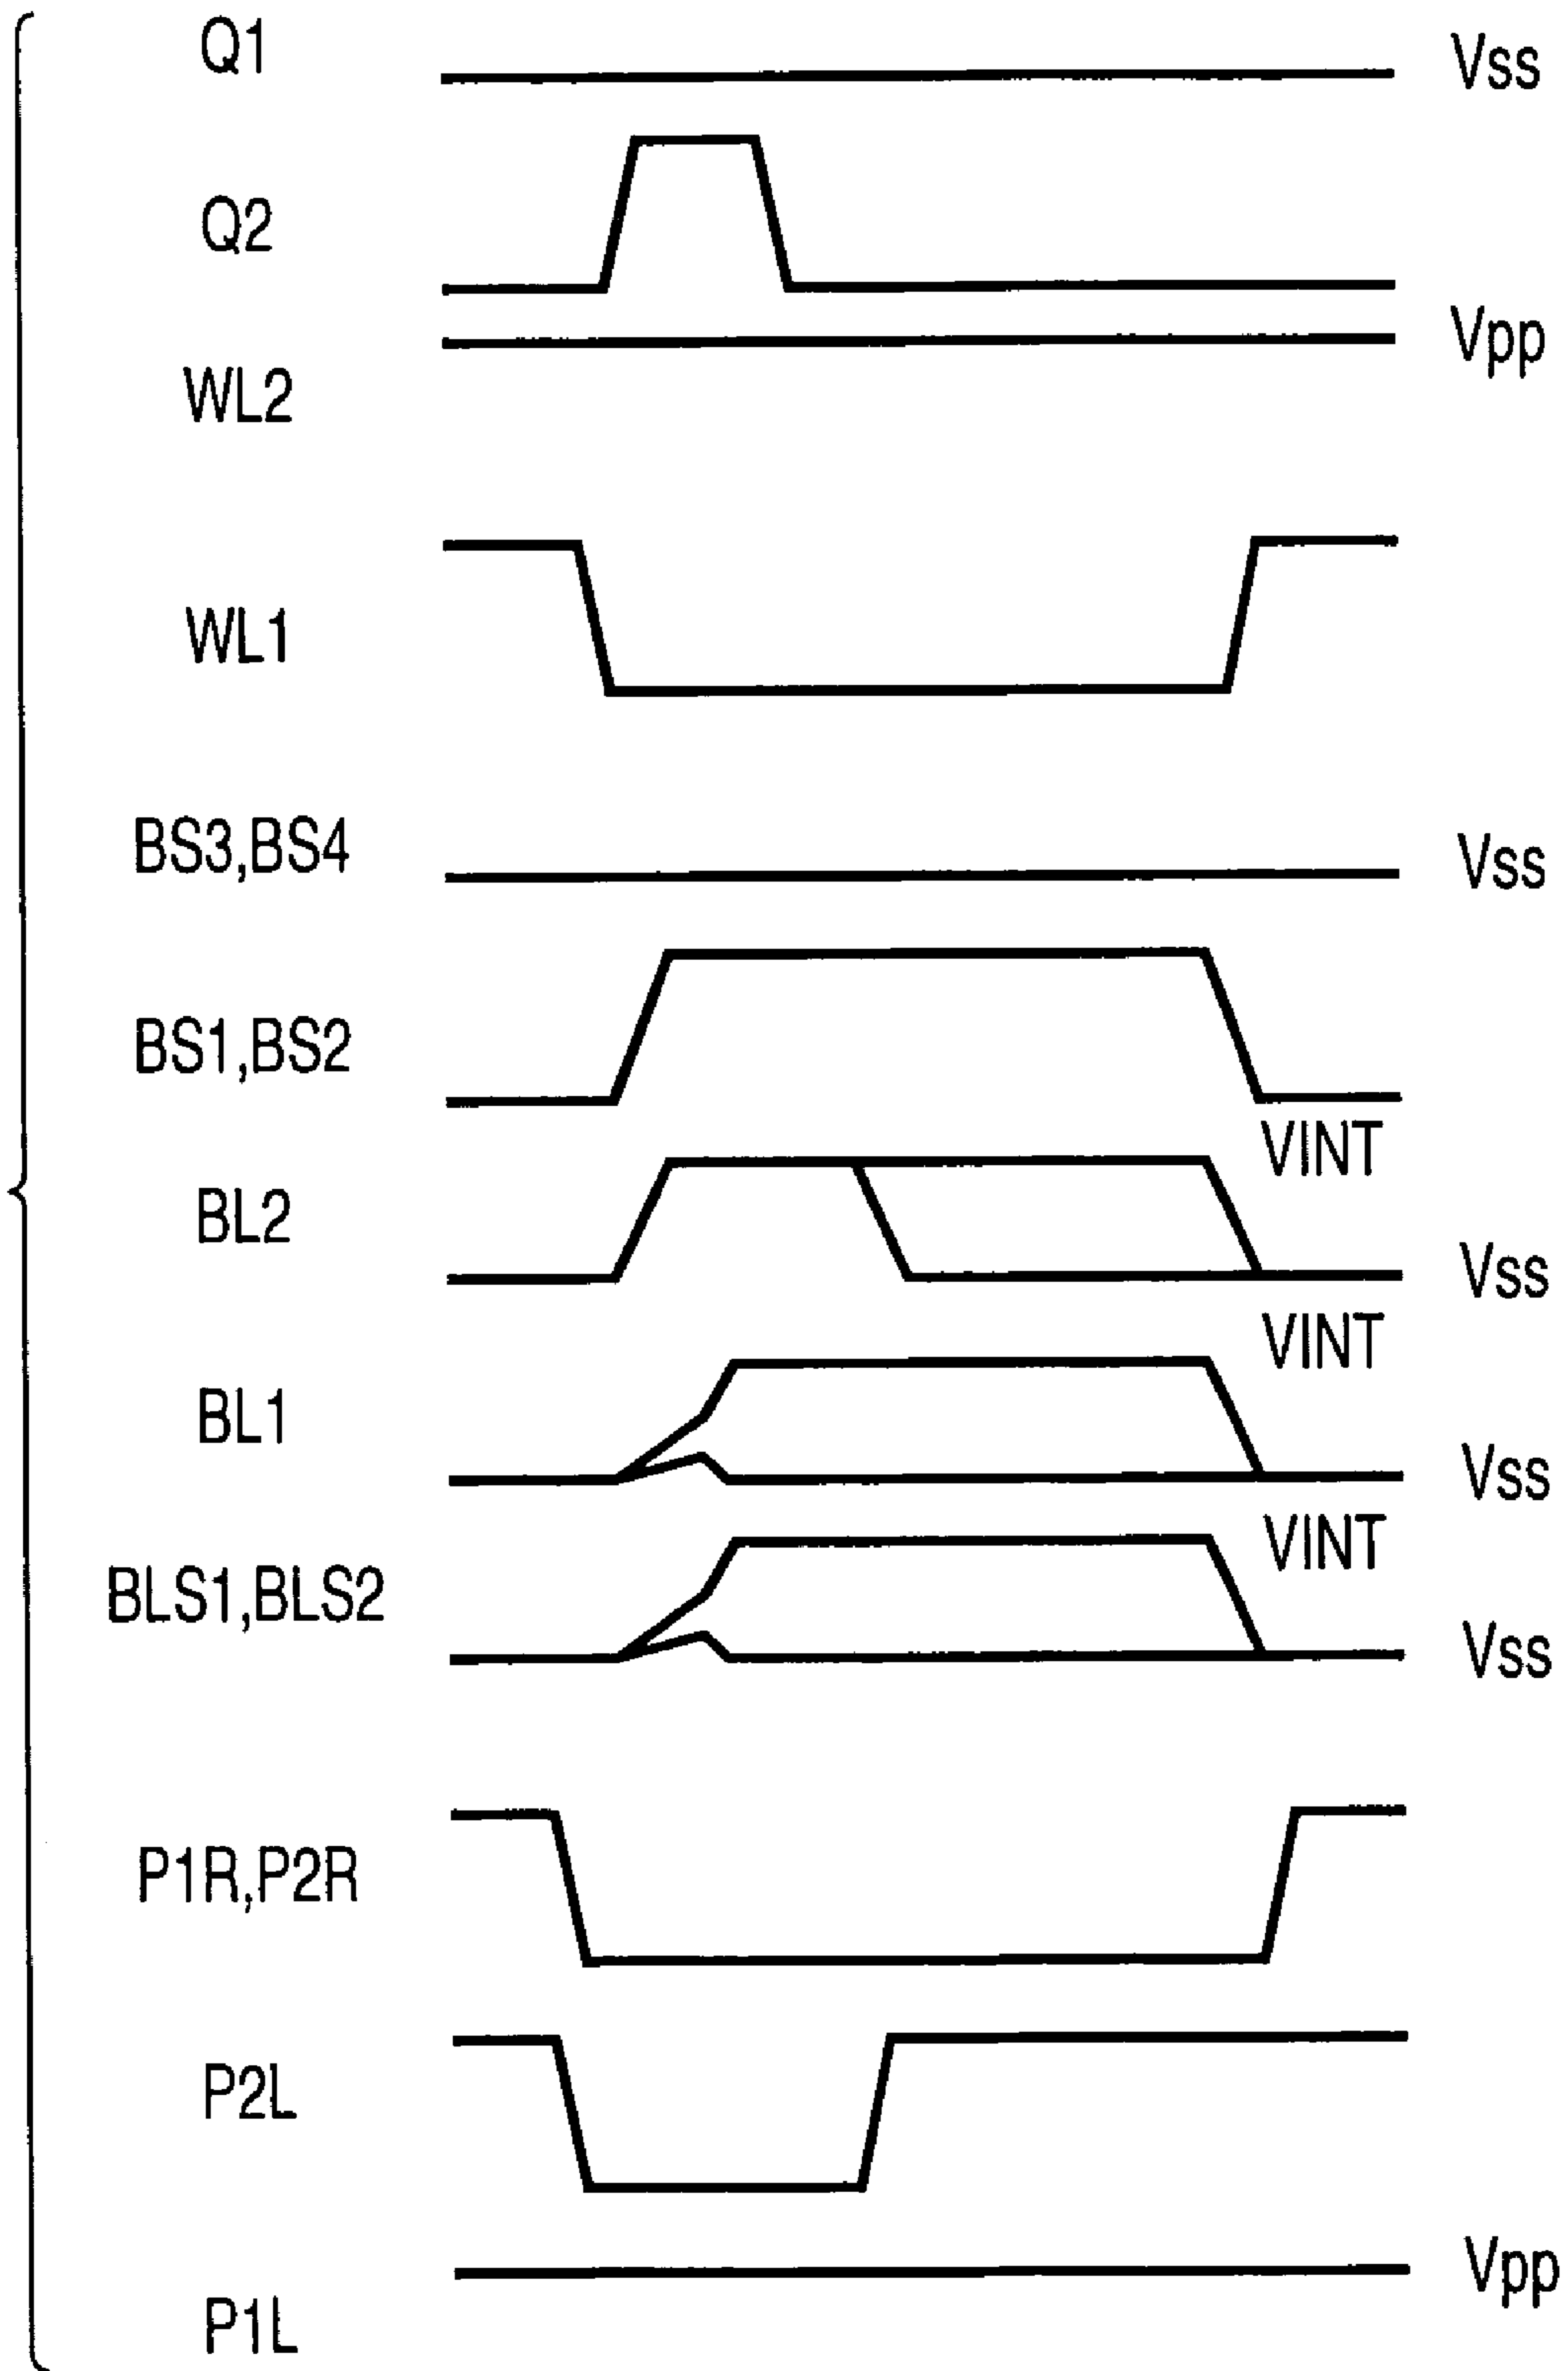 Q1 Vss
Q2
Vpp
WL2
WL1
BS3,BS4 Vss
BS1,BS2
VINT
BL2
Vss
VINT
BL1
Vss
VINT
BLS1,BLS2
Vss
P1R,P2R
P2L
Vpp
P1L